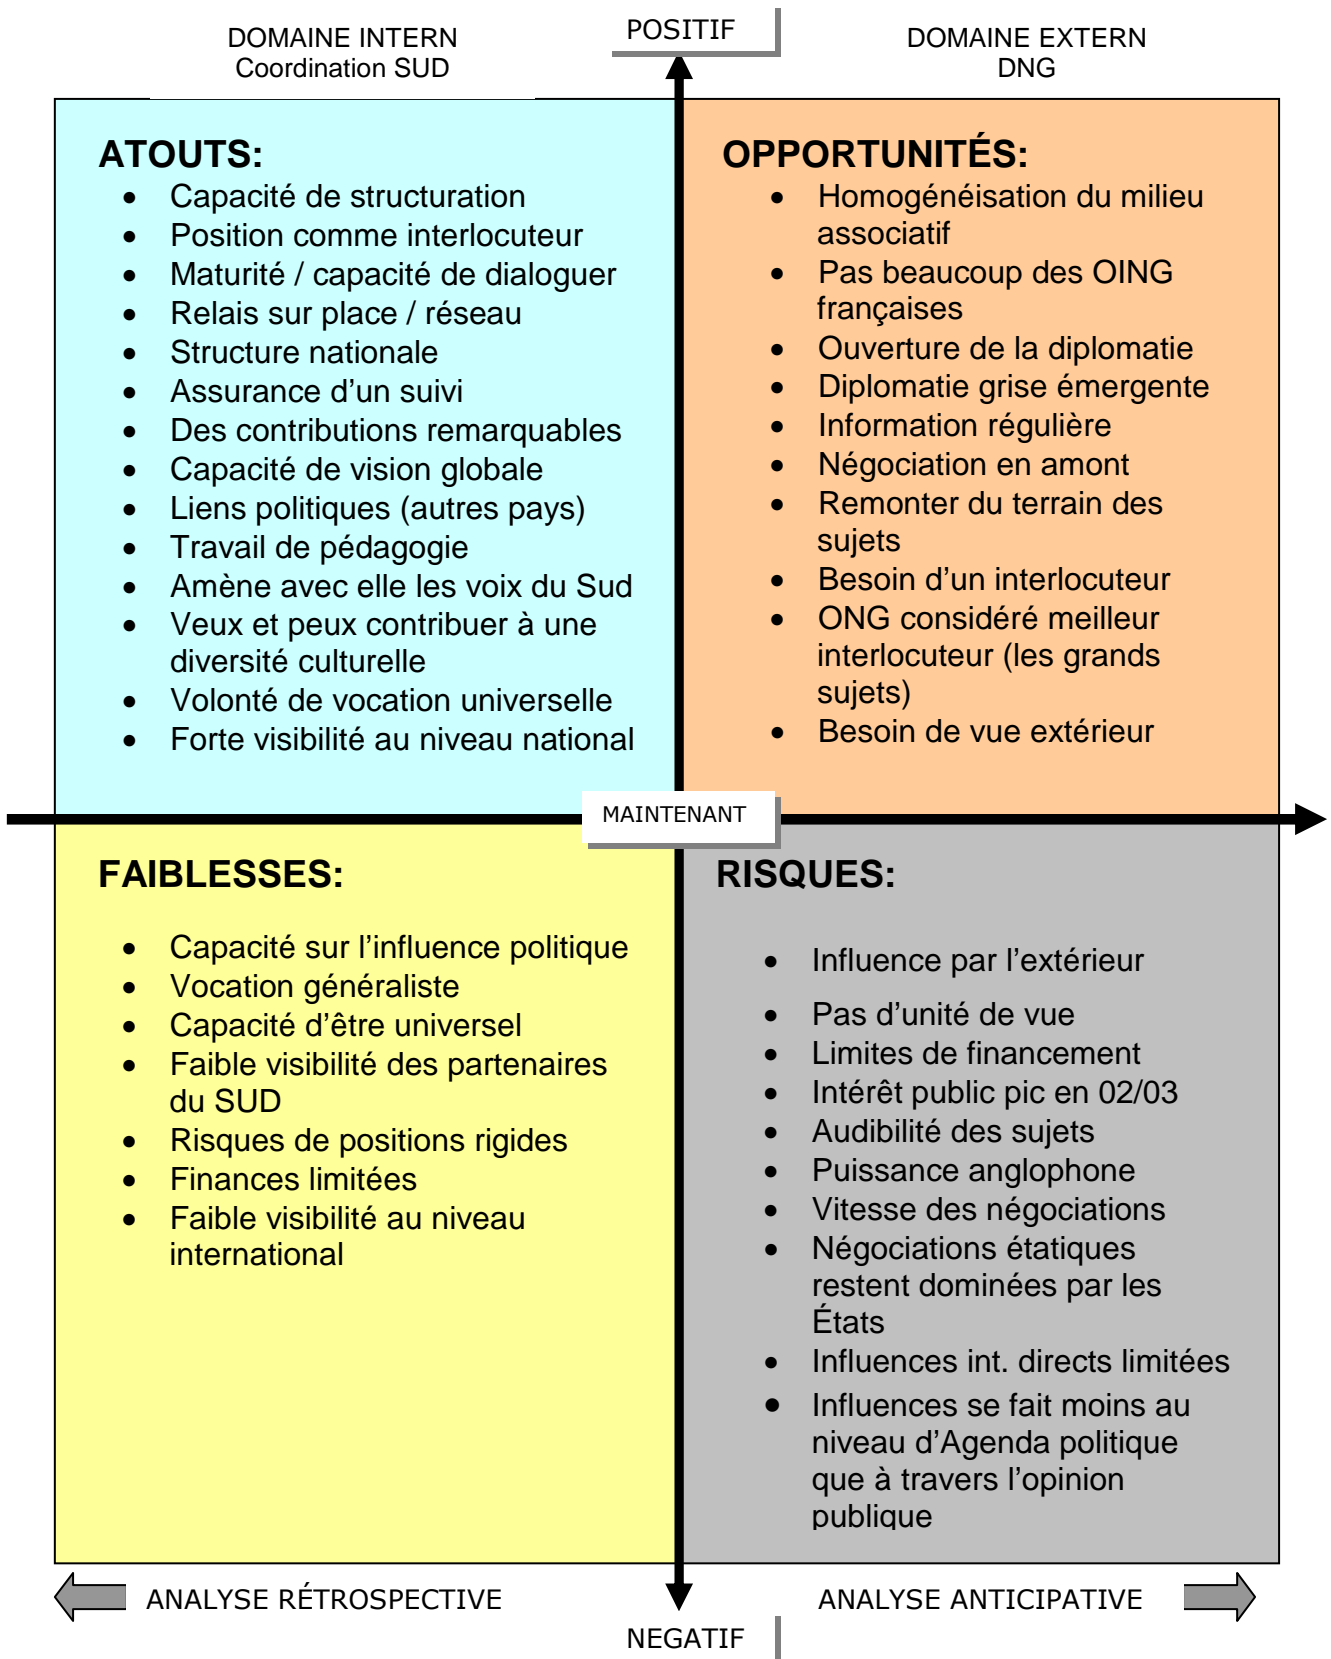 POSITIF
DOMAINE INTERN
Coordination SUD
DOMAINE EXTERN
DNG
ATOUTS:
• Capacité de structuration
• Position comme interlocuteur
• Maturité / capacité de dialoguer
• Relais sur place / réseau
• Structure nationale
• Assurance d’un suivi
• Des contributions remarquables
• Capacité de vision globale
• Liens politiques (autres pays)
• Travail de pédagogie
• Amène avec elle les voix du Sud
• Veux et peux contribuer à une
diversité culturelle
• Volonté de vocation universelle
• Forte visibilité au niveau national
OPPORTUNITÉS:
• Homogénéisation du milieu
associatif
• Pas beaucoup des OING
françaises
• Ouverture de la diplomatie
• Diplomatie grise émergente
• Information régulière
• Négociation en amont
• Remonter du terrain des
sujets
• Besoin d’un interlocuteur
• ONG considéré meilleur
interlocuteur (les grands
sujets)
• Besoin de vue extérieur
MAINTENANT
FAIBLESSES:
• Capacité sur l’influence politique
• Vocation généraliste
• Capacité d’être universel
• Faible visibilité des partenaires
du SUD
• Risques de positions rigides
• Finances limitées
• Faible visibilité au niveau
international
RISQUES:
• Influence par l’extérieur
• Pas d’unité de vue
• Limites de financement
• Intérêt public pic en 02/03
• Audibilité des sujets
• Puissance anglophone
• Vitesse des négociations
• Négociations étatiques
restent dominées par les
États
• Influences int. directs limitées
• Influences se fait moins au
niveau d’Agenda politique
que à travers l’opinion
publique
ANALYSE RÉTROSPECTIVE
ANALYSE ANTICIPATIVE
NEGATIF